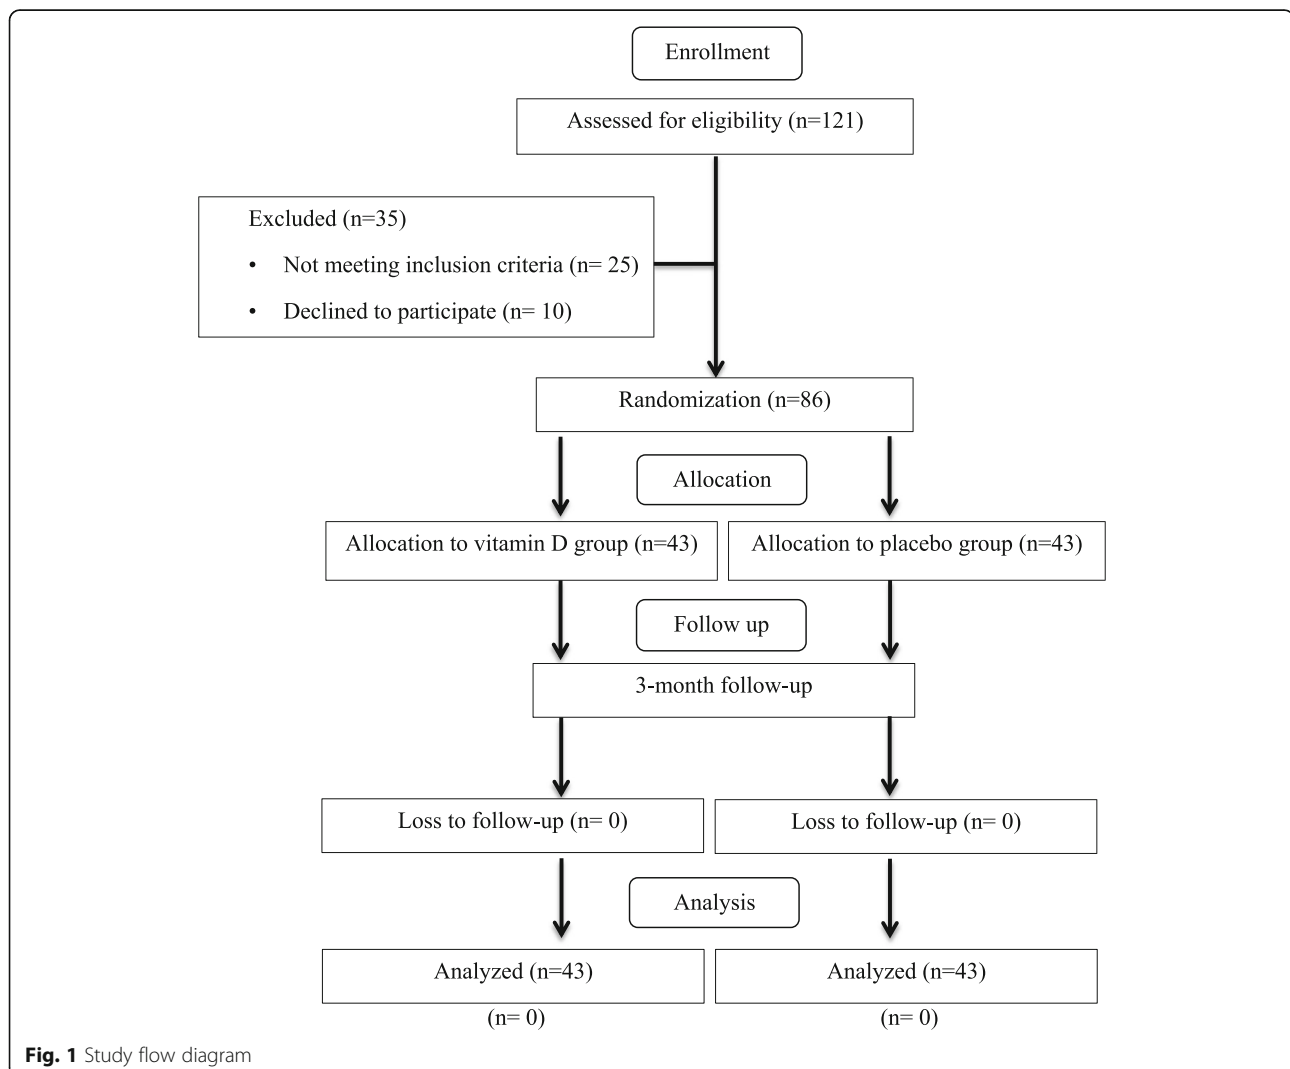 Enrollment
Assessed for eligibility (n=121)
Excluded (n=35)
• Not meeting inclusion criteria (n= 25)
• Declined to participate (n= 10)
Randomization (n=86)
Allocation
Allocation to vitamin D group (n=43)
Allocation to placebo group (n=43)
Follow up
3-month follow-up
Loss to follow-up (n= 0)
Loss to follow-up (n= 0)
Analysis
Analyzed (n=43)
Analyzed (n=43)
(n= 0)
(n= 0)
Fig. 1 Study flow diagram